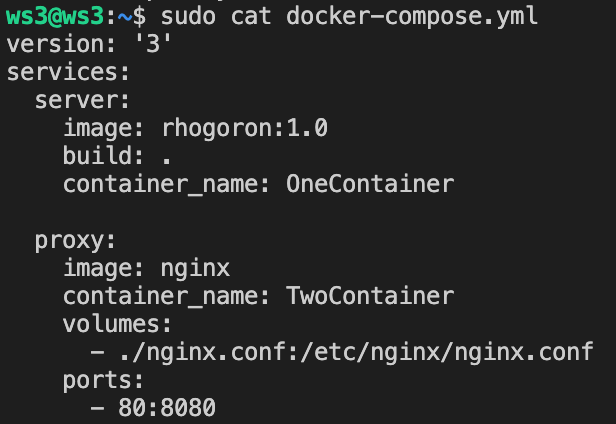 ws3@ws3:~$ sudo cat docker-compose.yml
version: '3'
services:
  server:
    image: rhogoron:1.0
    build: .
    container_name: OneContainer

  proxy:
    image: nginx
    container_name: TwoContainer
    volumes:
      - ./nginx.conf:/etc/nginx/nginx.conf
    ports:
      - 80:8080